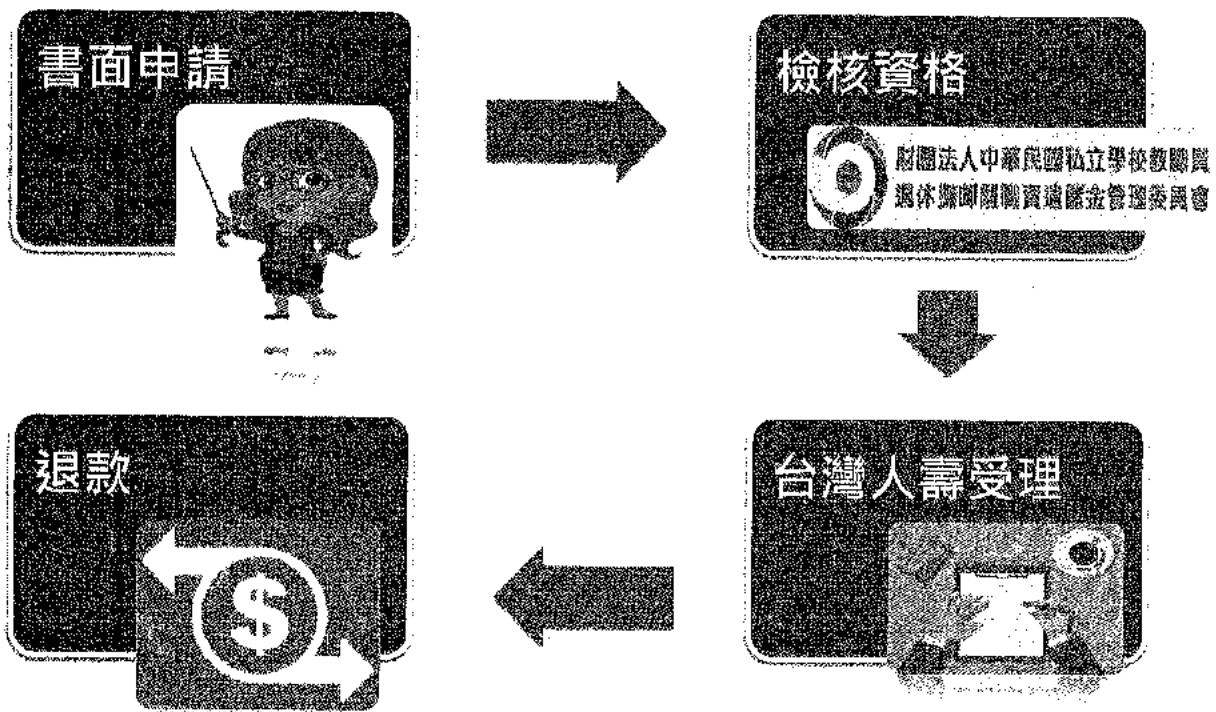 書面申請
檢核資格
財團法人中華民國私立學校教職員
退休撫卹離職資遣儲金管理委員會
台灣人壽受理
退款
$